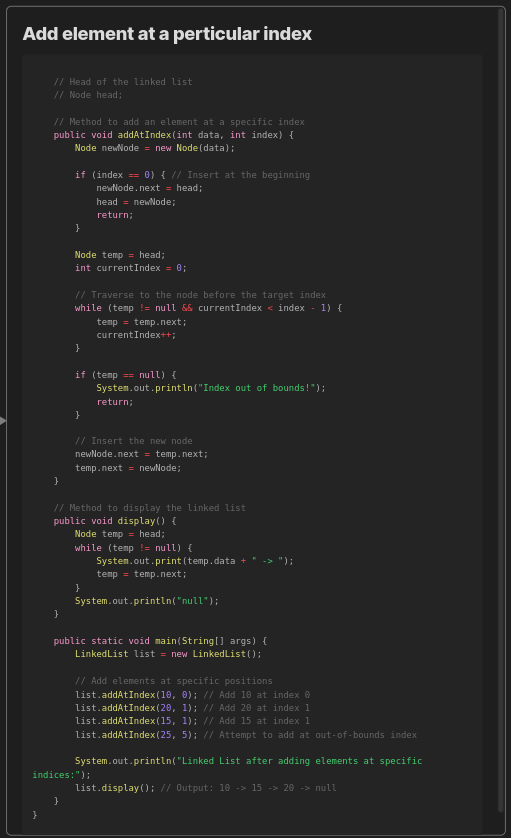 Add element at a perticular index
// Head of the linked list
// Node head;
// Method to add an element at a specific index
public void addAtIndex(int data, int index) {
Node newNode = new Node(data);
if (index == 0) { // Insert at the beginning
newNode.next = head;
head = newNode;
return;
}
Node temp = head;
int currentIndex = 0;
// Traverse to the node before the target index
while (temp != null && currentIndex < index - 1) {
temp = temp.next;
currentIndex++;
}
if (temp == null) {
System.out.println("Index out of bounds!");
return;
}
// Insert the new node
newNode.next = temp.next;
temp.next = newNode;
}
// Method to display the linked list
public void display() {
Node temp = head;
while (temp != null) {
System.out.print(temp.data + " -> ");
temp = temp.next;
}
System.out.println("null");
}
public static void main(String[] args) {
LinkedList list = new LinkedList();
// Add elements at specific positions
list.addAtIndex(10, 0); // Add 10 at index 0
list.addAtIndex(20, 1); // Add 20 at index 1
list.addAtIndex(15, 1); // Add 15 at index 1
list.addAtIndex(25, 5); // Attempt to add at out-of-bounds index
System.out.println("Linked List after adding elements at specific
indices:");
list.display(); // Output: 10 -> 15 -> 20 -> null
}
}